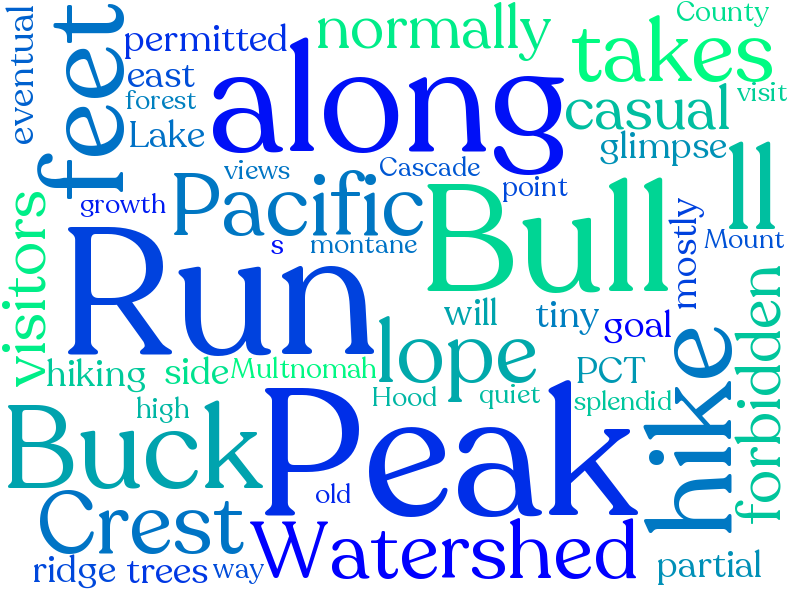 eventual
feet
permitted
normally
County
takes
east
along
visit
forest
casual
Lake
glimpse
views
Cascade
ll
Pacific
point
Bull
growth
visitors
mostly
s
montane
Mount
Run
will
tiny
goal
forbidden
lope
hike
hiking
side
Multnomah
PCT
Hood
quiet
splendid
high
Buck
Peak
old
Crest
Watershed
ridge
trees
way
partial